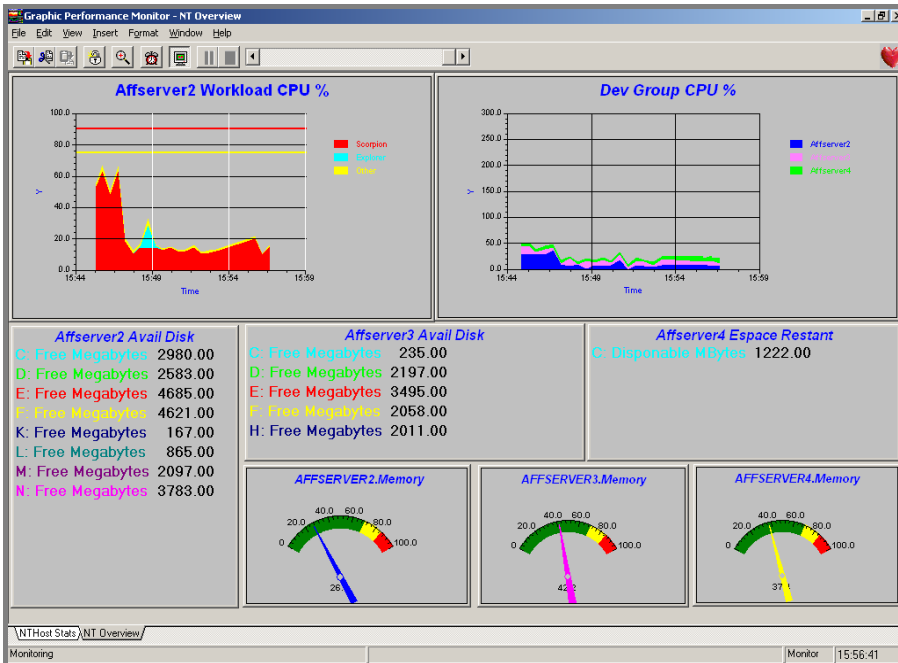 Graphic Performance Monitor - NT Overview
File Edit View Insert Format Window Help
Affserver2 Workload CPU %
100.0
80.0
60.0
40.0
20.0
0.0
Y
15:44 15:49 15:54 15:59
Time
Scorpion
Explorer
Other
Dev Group CPU %
300.0
250.0
200.0
150.0
100.0
50.0
0.0
Y
15:44 15:49 15:54 15:59
Time
Affserver2
Affserver3
Affserver4
Affserver2 Avail Disk
C: Free Megabytes 2980.00
D: Free Megabytes 2583.00
E: Free Megabytes 4685.00
F: Free Megabytes 4621.00
K: Free Megabytes 167.00
L: Free Megabytes 865.00
M: Free Megabytes 2097.00
N: Free Megabytes 3783.00
Affserver3 Avail Disk
C: Free Megabytes 235.00
D: Free Megabytes 2197.00
E: Free Megabytes 3495.00
F: Free Megabytes 2058.00
H: Free Megabytes 2011.00
Affserver4 Espace Restant
C: Disponable MBytes 1222.00
AFFSERVER2.Memory
0 20.0 40.0 60.0 80.0 100.0
AFFSERVER3.Memory
0 20.0 40.0 60.0 80.0 100.0
AFFSERVER4.Memory
0 20.0 40.0 60.0 80.0 100.0
NTHost Stats NT Overview
Monitoring
Monitor 15:56:41